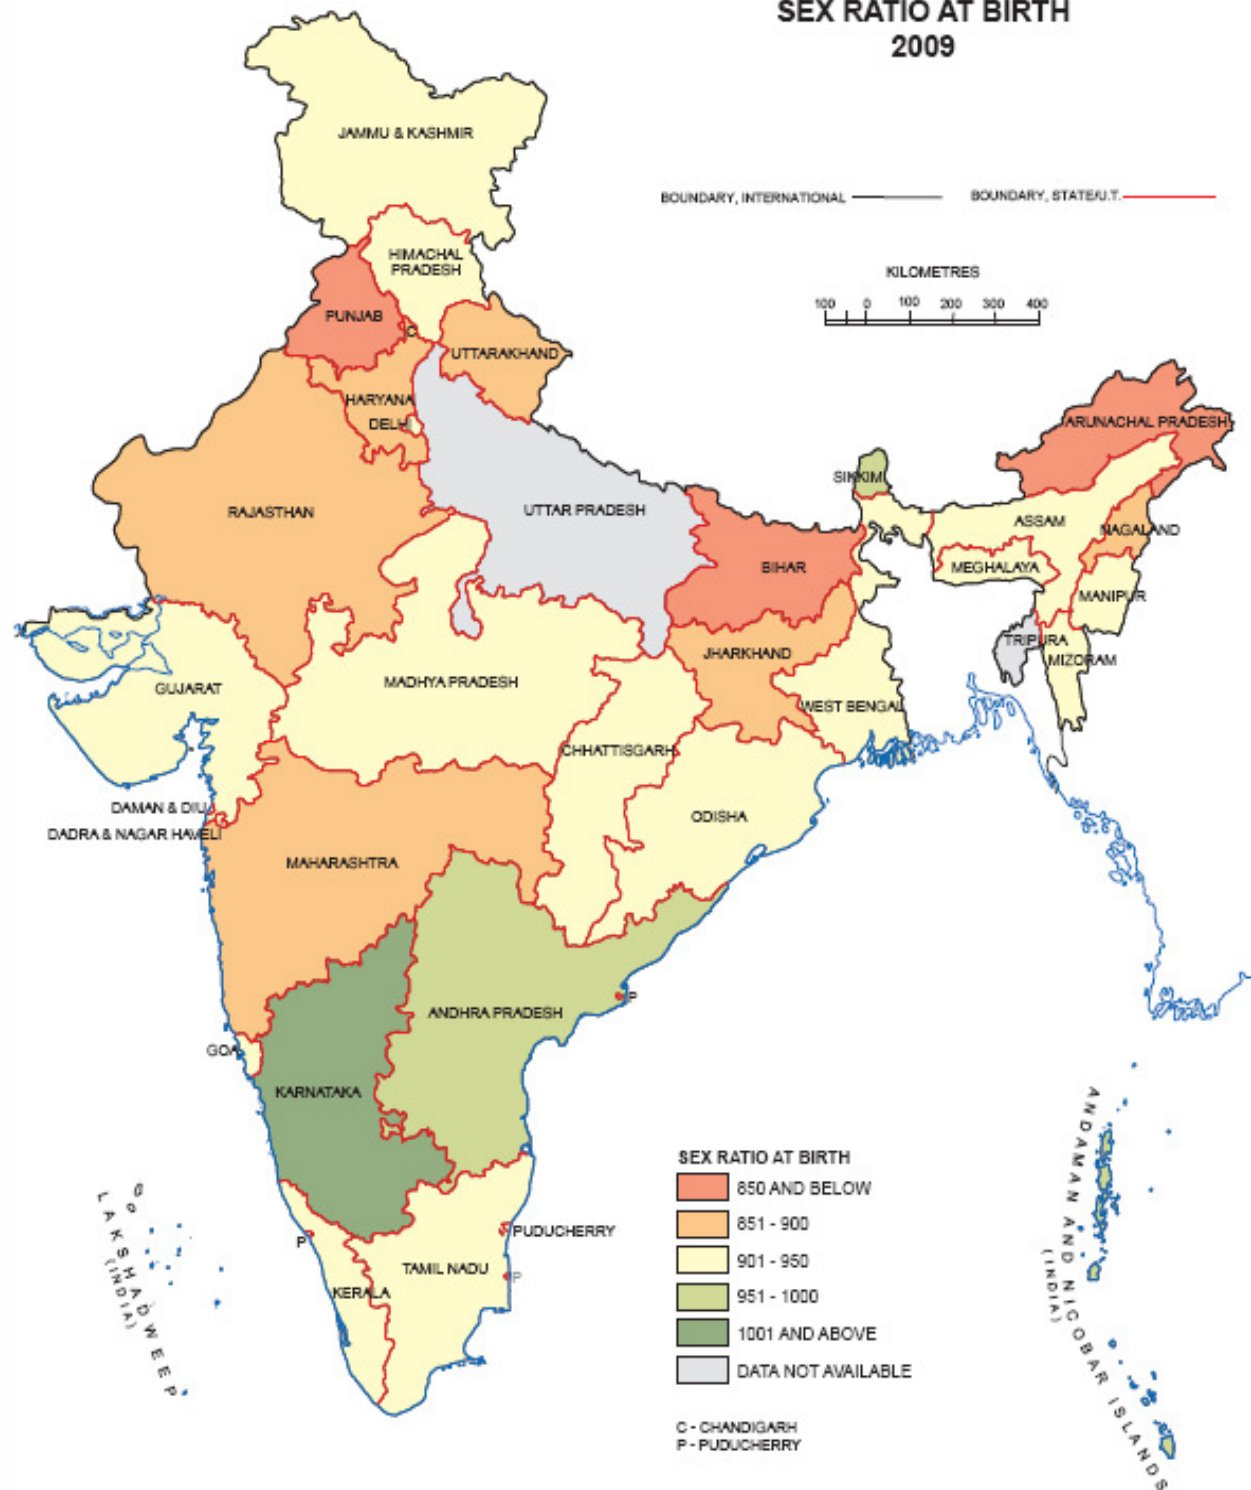 SEX RATIO AT BIRTH
2009
JAMMU & KASHMIR
BOUNDARY, INTERNATIONAL
BOUNDARY, STATE/U.T.
HIMACHAL
PRADESH
KILOMETRES
100 0 100 200 300 400
PUNJAB
C
UTTARAKHAND
HARYANA
DELHI
ARUNACHAL PRADESH
SIKKIM
RAJASTHAN
UTTAR PRADESH
ASSAM
NAGALAND
BIHAR
MEGHALAYA
MANIPUR
TRIPURA
JHARKHAND
MIZORAM
GUJARAT
MADHYA PRADESH
WEST BENGAL
CHHATTISGARH
DAMAN & DIU
ODISHA
DADRA & NAGAR HAVELI
MAHARASHTRA
P
ANDHRA PRADESH
GOA
KARNATAKA
ANDAMAN AND NICOBAR ISLANDS
(INDIA)
LAKSHADWEEP
(INDIA)
P
PUDUCHERRY
TAMIL NADU
P
KERALA
SEX RATIO AT BIRTH
850 AND BELOW
851 - 900
901 - 950
951 - 1000
1001 AND ABOVE
DATA NOT AVAILABLE
C - CHANDIGARH
P - PUDUCHERRY